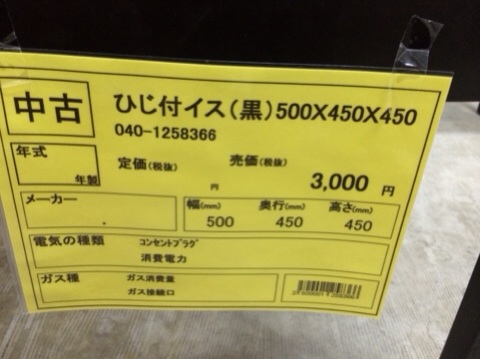 中古
ひじ付イス(黒)500X450X450
040-1258366
年式
年製
定価(税抜)
円
売価(税抜)
3,000 円
メーカー
幅(mm) 奥行(mm) 高さ(mm)
500 450 450
電気の種類 コンセントプラグ
消費電力
ガス種 ガス消費量
ガス接続口